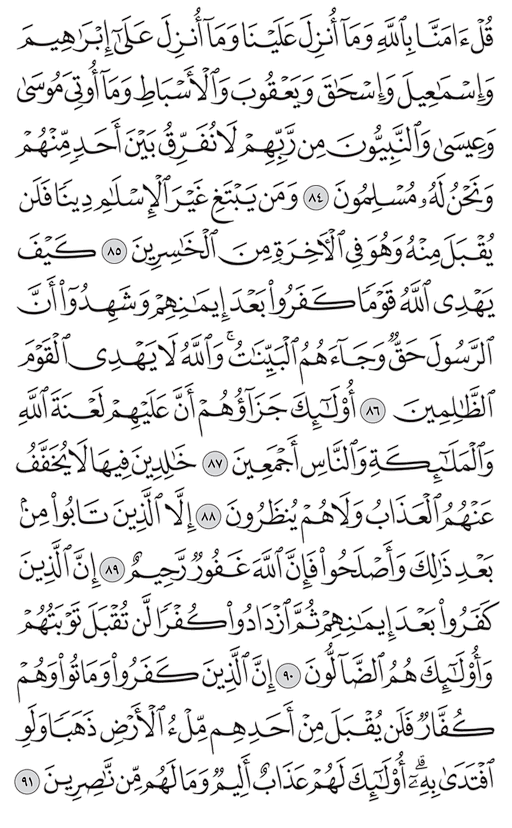 قُلْ ءَامَنَّا بِٱللَّهِ وَمَآ أُنزِلَ عَلَيْنَا وَمَآ أُنزِلَ عَلَىٰٓ إِبْرَٰهِيمَ
وَإِسْمَٰعِيلَ وَإِسْحَٰقَ وَيَعْقُوبَ وَٱلْأَسْبَاطِ وَمَآ أُوتِيَ مُوسَىٰ
وَعِيسَىٰ وَٱلنَّبِيُّونَ مِن رَّبِّهِمْ لَا نُفَرِّقُ بَيْنَ أَحَدٍ مِّنْهُمْ
وَنَحْنُ لَهُۥ مُسْلِمُونَ ٨٤ وَمَن يَبْتَغِ غَيْرَ ٱلْإِسْلَٰمِ دِينًا فَلَن
يُقْبَلَ مِنْهُ وَهُوَ فِي ٱلْأَخِرَةِ مِنَ ٱلْخَٰسِرِينَ ٨٥ كَيْفَ
يَهْدِي ٱللَّهُ قَوْمًا كَفَرُوا۟ بَعْدَ إِيمَٰنِهِمْ وَشَهِدُوٓا۟ أَنَّ
ٱلرَّسُولَ حَقٌّ وَجَآءَهُمُ ٱلْبَيِّنَٰتُ ۚ وَٱللَّهُ لَا يَهْدِي ٱلْقَوْمَ
ٱلظَّٰلِمِينَ ٨٦ أُو۟لَٰٓئِكَ جَزَآؤُهُمْ أَنَّ عَلَيْهِمْ لَعْنَةَ ٱللَّهِ
وَٱلْمَلَٰٓئِكَةِ وَٱلنَّاسِ أَجْمَعِينَ ٨٧ خَٰلِدِينَ فِيهَا لَا يُخَفَّفُ
عَنْهُمُ ٱلْعَذَابُ وَلَا هُمْ يُنظَرُونَ ٨٨ إِلَّا ٱلَّذِينَ تَابُوا۟ مِنۢ
بَعْدِ ذَٰلِكَ وَأَصْلَحُوا۟ فَإِنَّ ٱللَّهَ غَفُورٌ رَّحِيمٌ ٨٩ إِنَّ ٱلَّذِينَ
كَفَرُوا۟ بَعْدَ إِيمَٰنِهِمْ ثُمَّ ٱزْدَادُوا۟ كُفْرًا لَّن تُقْبَلَ تَوْبَتُهُمْ
وَأُو۟لَٰٓئِكَ هُمُ ٱلضَّآلُّونَ ٩٠ إِنَّ ٱلَّذِينَ كَفَرُوا۟ وَمَاتُوا۟ وَهُمْ
كُفَّارٌ فَلَن يُقْبَلَ مِنْ أَحَدِهِم مِّلْءُ ٱلْأَرْضِ ذَهَبًا وَلَوِ
ٱفْتَدَىٰ بِهِۦٓ ۗ أُو۟لَٰٓئِكَ لَهُمْ عَذَابٌ أَلِيمٌ وَمَا لَهُم مِّن نَّٰصِرِينَ ٩١